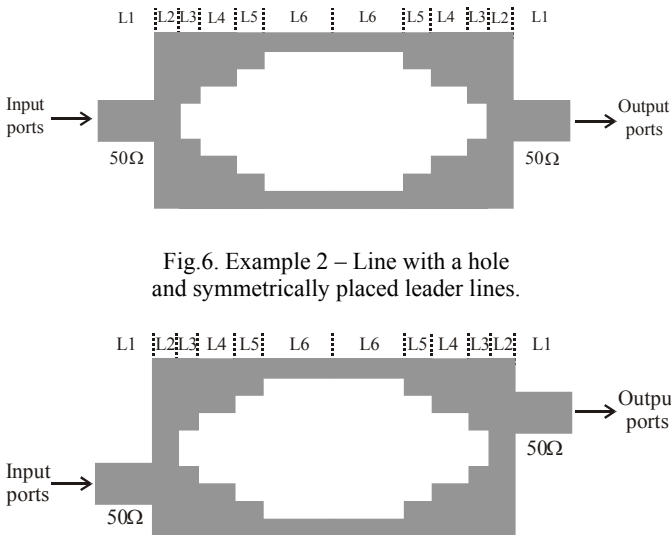 L1 L2 L3 L4 L5 L6 L6 L5 L4 L3 L2 L1
Input
ports
50Ω
Output
ports
50Ω
Fig.6. Example 2 – Line with a hole
and symmetrically placed leader lines.
L1 L2 L3 L4 L5 L6 L6 L5 L4 L3 L2 L1
Output
ports
50Ω
Input
ports
50Ω